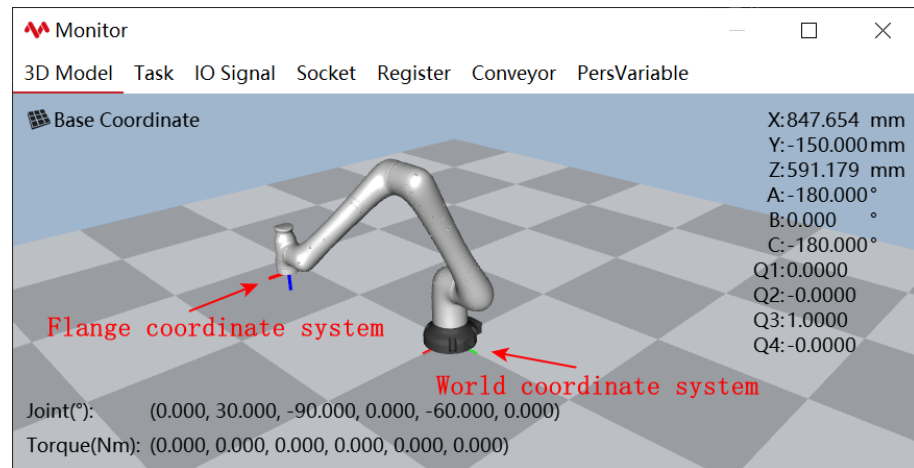 Monitor
3D Model Task IO Signal Socket Register Conveyor PersVariable
Base Coordinate
X:847.654 mm
Y:-150.000mm
Z:591.179 mm
A:-180.000°
B:0.000 °
C:-180.000°
Q1:0.0000
Q2:-0.0000
Q3:1.0000
Q4:-0.0000
Flange coordinate system
World coordinate system
Joint(°): (0.000, 30.000, -90.000, 0.000, -60.000, 0.000)
Torque(Nm): (0.000, 0.000, 0.000, 0.000, 0.000, 0.000)